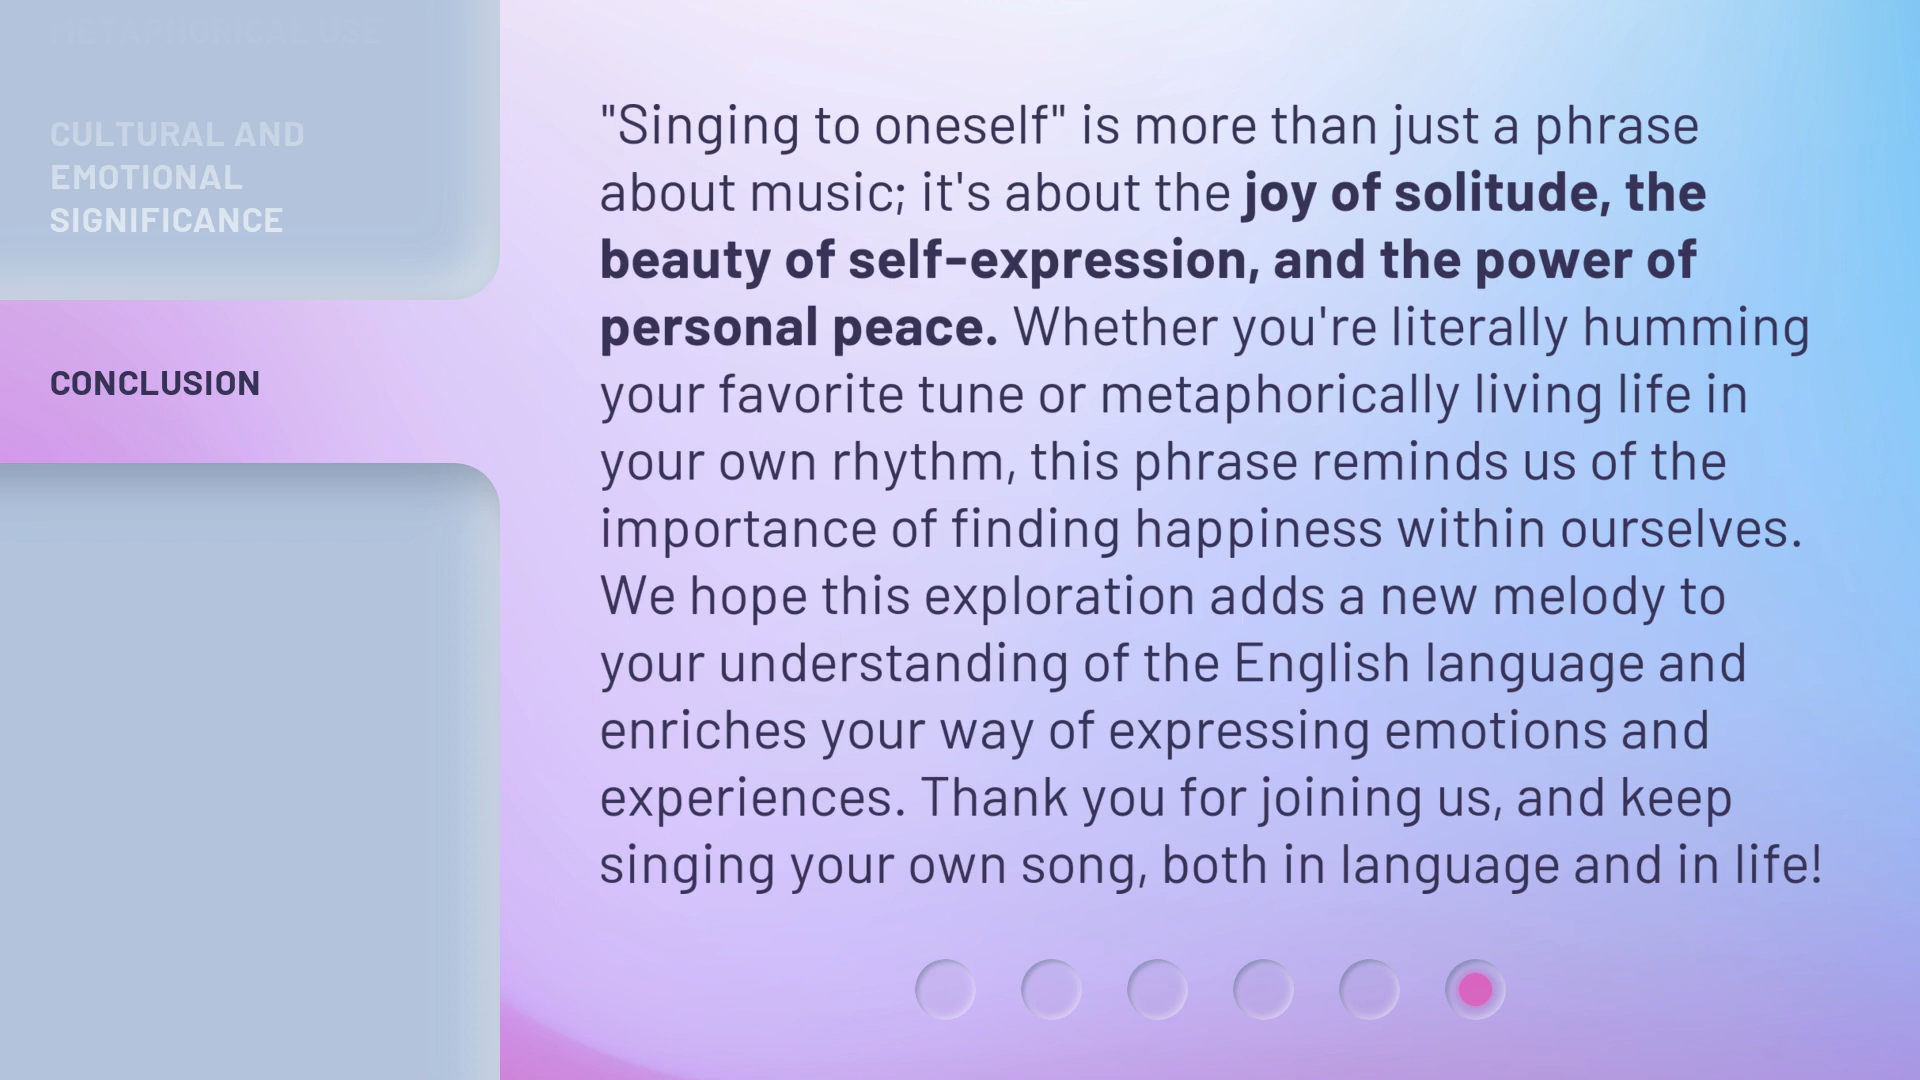 METAPHORICAL USE
CULTURAL AND
EMOTIONAL
SIGNIFICANCE
CONCLUSION
"Singing to oneself" is more than just a phrase
about music; it's about the joy of solitude, the
beauty of self-expression, and the power of
personal peace. Whether you're literally humming
your favorite tune or metaphorically living life in
your own rhythm, this phrase reminds us of the
importance of finding happiness within ourselves.
We hope this exploration adds a new melody to
your understanding of the English language and
enriches your way of expressing emotions and
experiences. Thank you for joining us, and keep
singing your own song, both in language and in life!